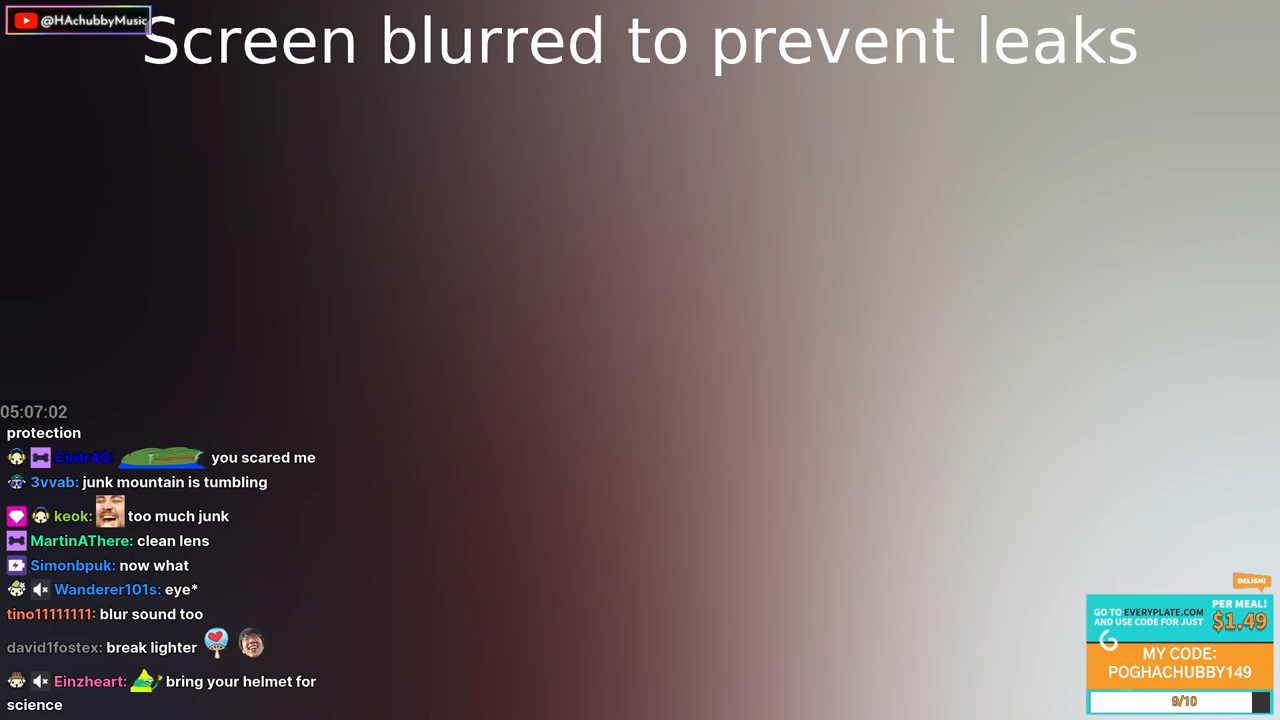 @HAchubbyMusic
Screen blurred to prevent leaks
05:07:02
protection
Cintr40: you scared me
3vvab: junk mountain is tumbling
keok: too much junk
MartinAThere: clean lens
Simonbpuk: now what
Wanderer101s: eye*
tino11111111: blur sound too
david1fostex: break lighter
Einzheart: bring your helmet for
science
DELISH!
GO TO EVERYPLATE.COM
AND USE CODE FOR JUST
PER MEAL!
$1.49
MY CODE:
POGHACHUBBY149
9/10